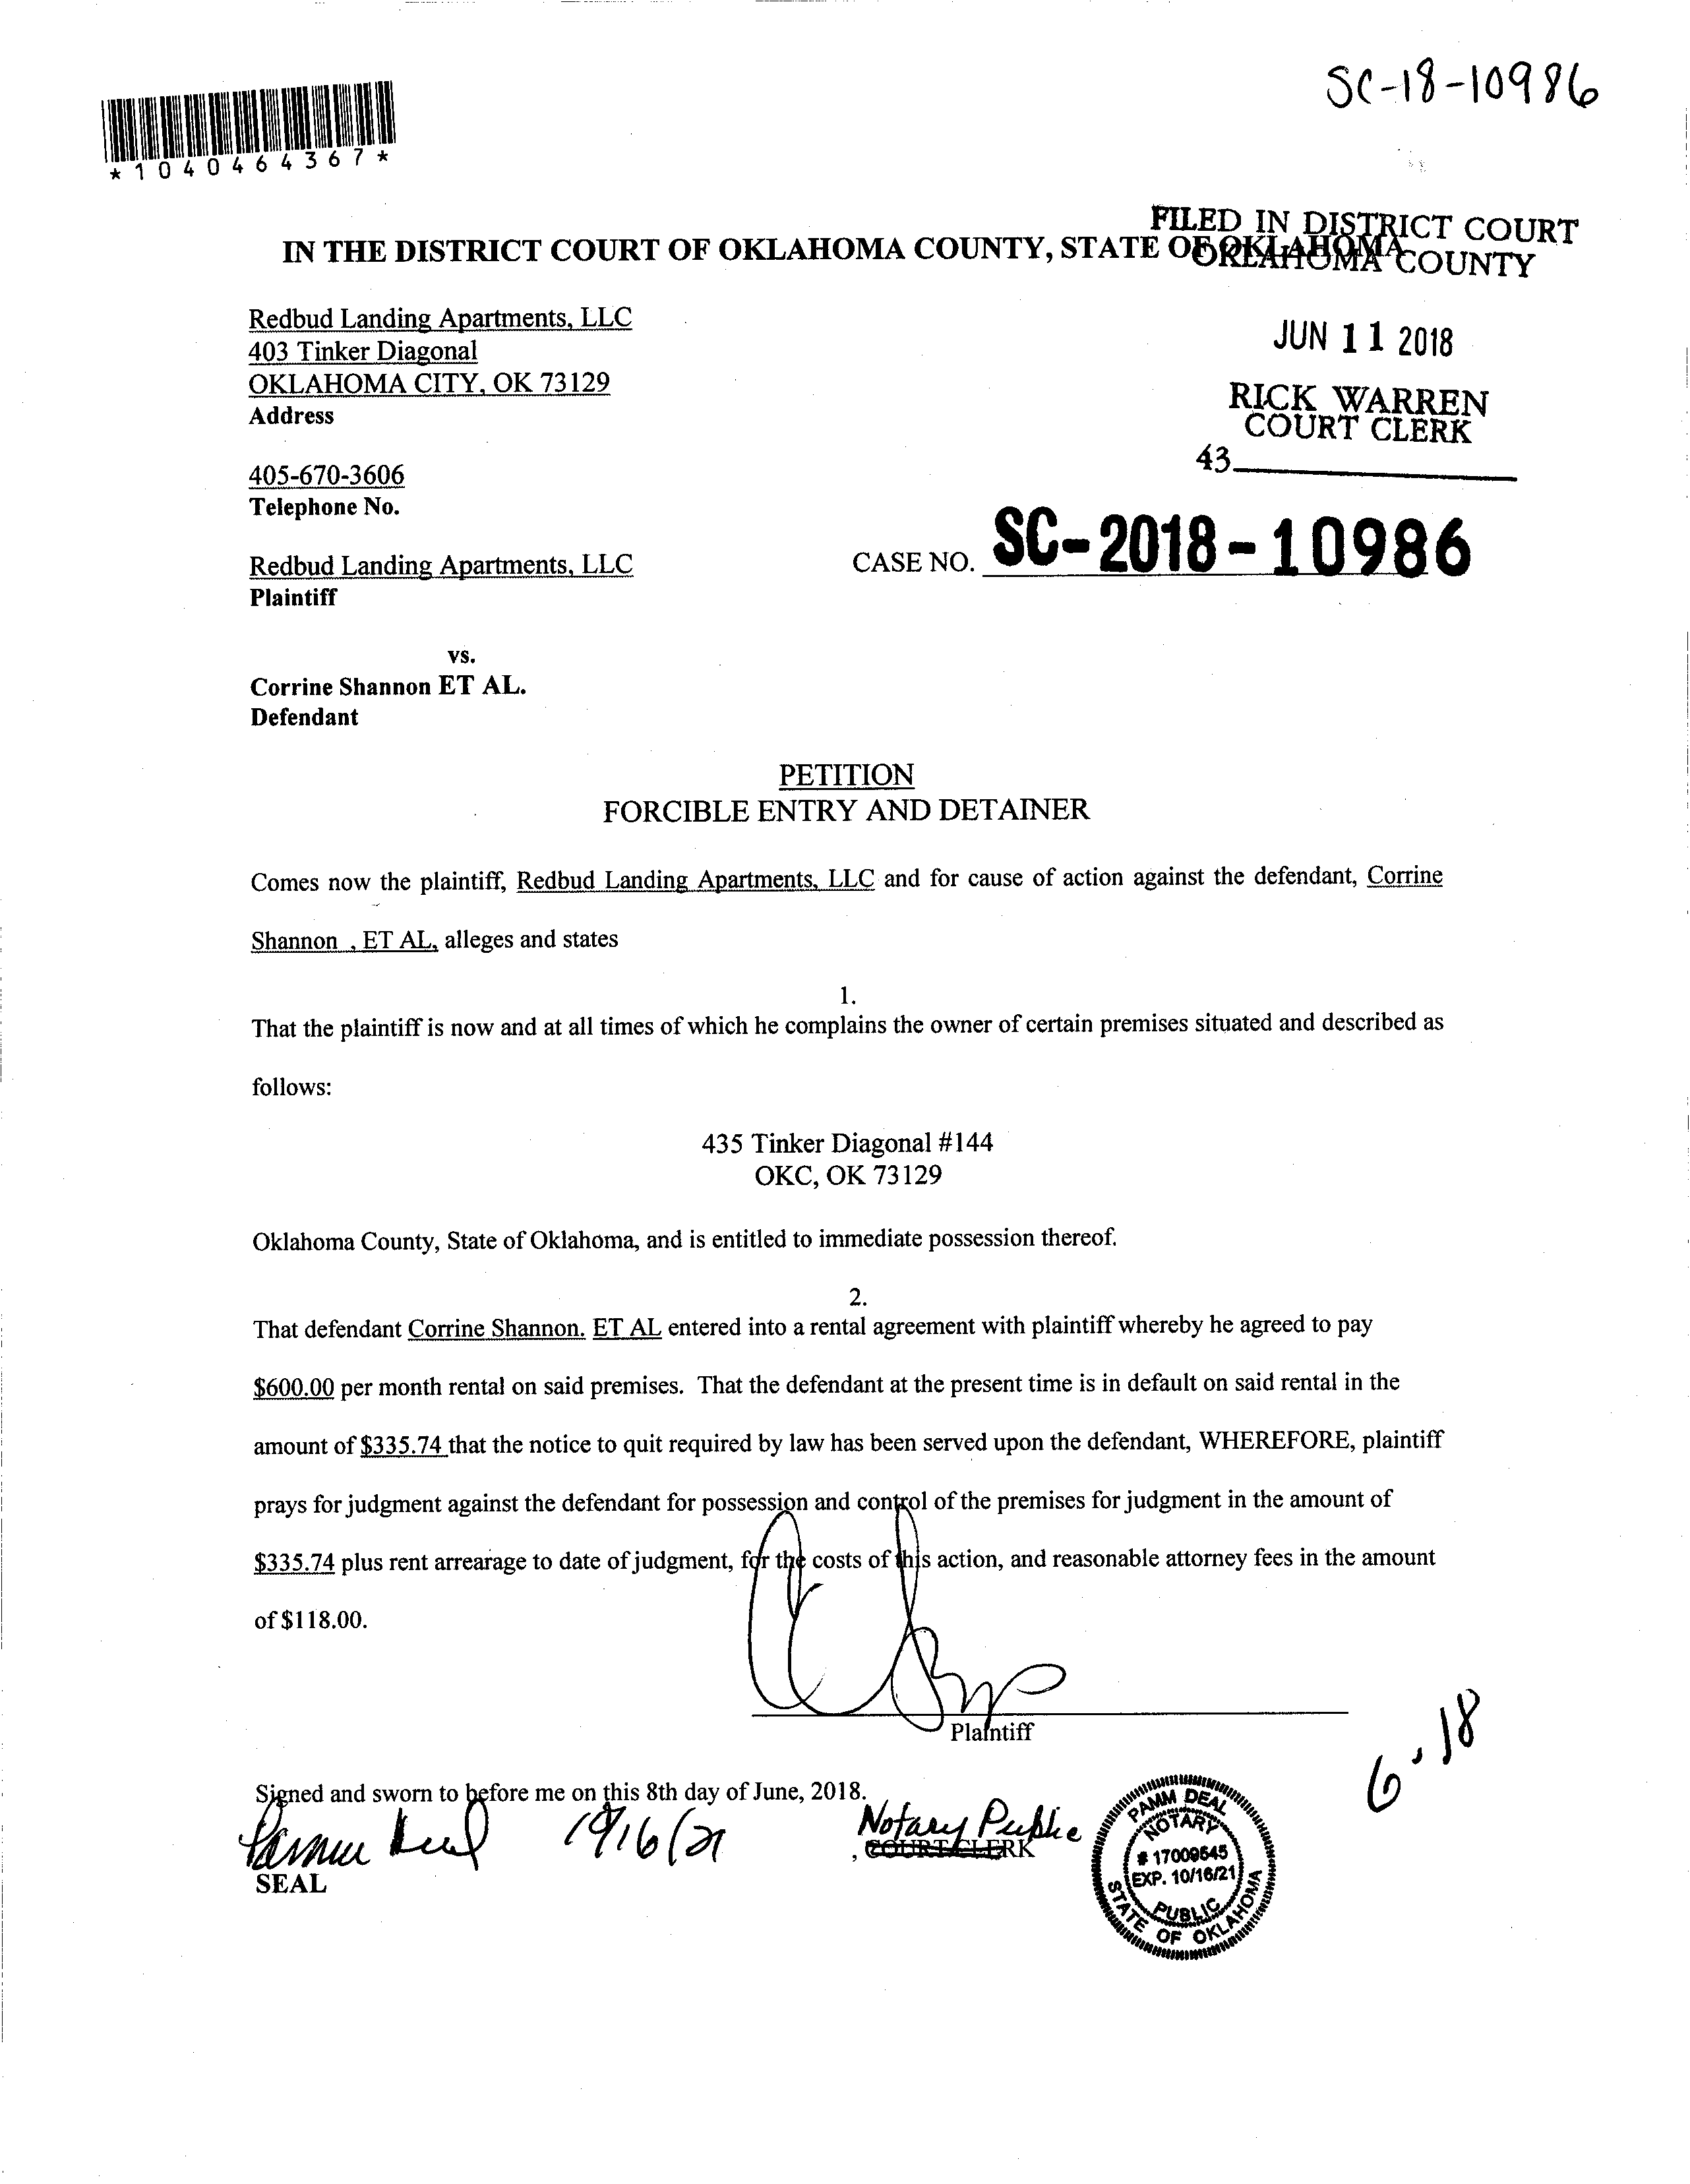 SC-18-10986
*1040464367*
FILED IN DISTRICT COURT
OKLAHOMA COUNTY
IN THE DISTRICT COURT OF OKLAHOMA COUNTY, STATE OF OKLAHOMA
Redbud Landing Apartments, LLC
403 Tinker Diagonal
OKLAHOMA CITY, OK 73129
Address
JUN 11 2018
RICK WARREN
COURT CLERK
43
405-670-3606
Telephone No.
Redbud Landing Apartments, LLC
Plaintiff
CASE NO. SC-2018-10986
vs.
Corrine Shannon ET AL.
Defendant
PETITION
FORCIBLE ENTRY AND DETAINER
Comes now the plaintiff, Redbud Landing Apartments, LLC and for cause of action against the defendant, Corrine
Shannon , ET AL, alleges and states
1.
That the plaintiff is now and at all times of which he complains the owner of certain premises situated and described as
follows:
435 Tinker Diagonal #144
OKC, OK 73129
Oklahoma County, State of Oklahoma, and is entitled to immediate possession thereof.
2.
That defendant Corrine Shannon. ET AL entered into a rental agreement with plaintiff whereby he agreed to pay
$600.00 per month rental on said premises. That the defendant at the present time is in default on said rental in the
amount of $335.74 that the notice to quit required by law has been served upon the defendant, WHEREFORE, plaintiff
prays for judgment against the defendant for possession and control of the premises for judgment in the amount of
$335.74 plus rent arrearage to date of judgment, for the costs of this action, and reasonable attorney fees in the amount
of $118.00.
Plaintiff
6.18
Signed and sworn to before me on this 8th day of June, 2018.
Pamm Deal 10/16/21 Notary Public
, COURT CLERK
SEAL
PAMM DEAL
NOTARY
# 17009645
EXP. 10/16/21
PUBLIC
STATE OF OKLAHOMA